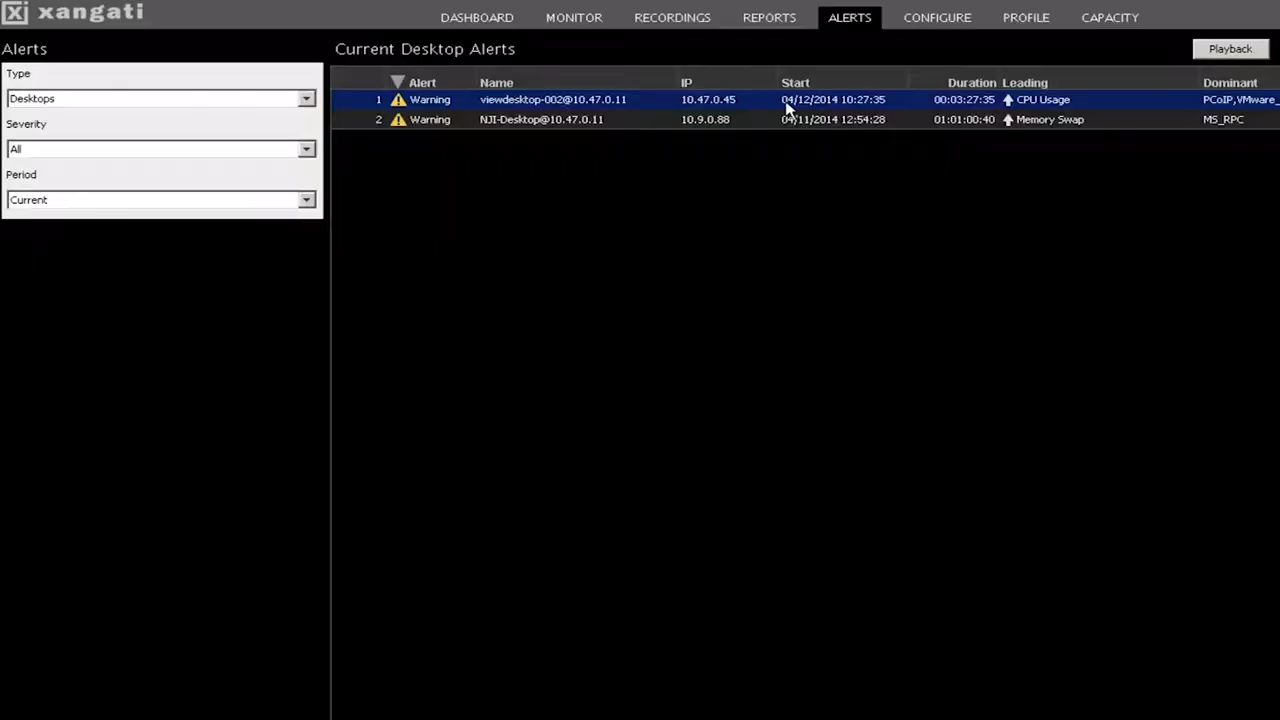 xangati
DASHBOARD MONITOR RECORDINGS REPORTS ALERTS CONFIGURE PROFILE CAPACITY
Alerts
Type
Desktops
Severity
All
Period
Current
Current Desktop Alerts
Playback
Alert Name IP Start Duration Leading Dominant
1 Warning viewdesktop-002@10.47.0.11 10.47.0.45 04/12/2014 10:27:35 00:03:27:35 CPU Usage PCoIP,VMware_
2 Warning NJI-Desktop@10.47.0.11 10.9.0.88 04/11/2014 12:54:28 01:01:00:40 Memory Swap MS_RPC